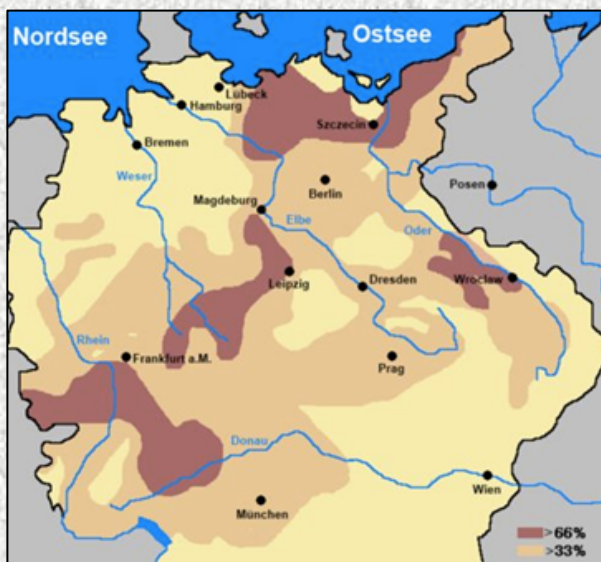 Nordsee
Ostsee
Lübeck
Hamburg
Szczecin
Bremen
Weser
Berlin
Posen
Magdeburg
Elbe
Oder
Leipzig
Dresden
Wroclaw
Rhein
Frankfurt a.M.
Prag
Donau
Wien
München
>66%
>33%